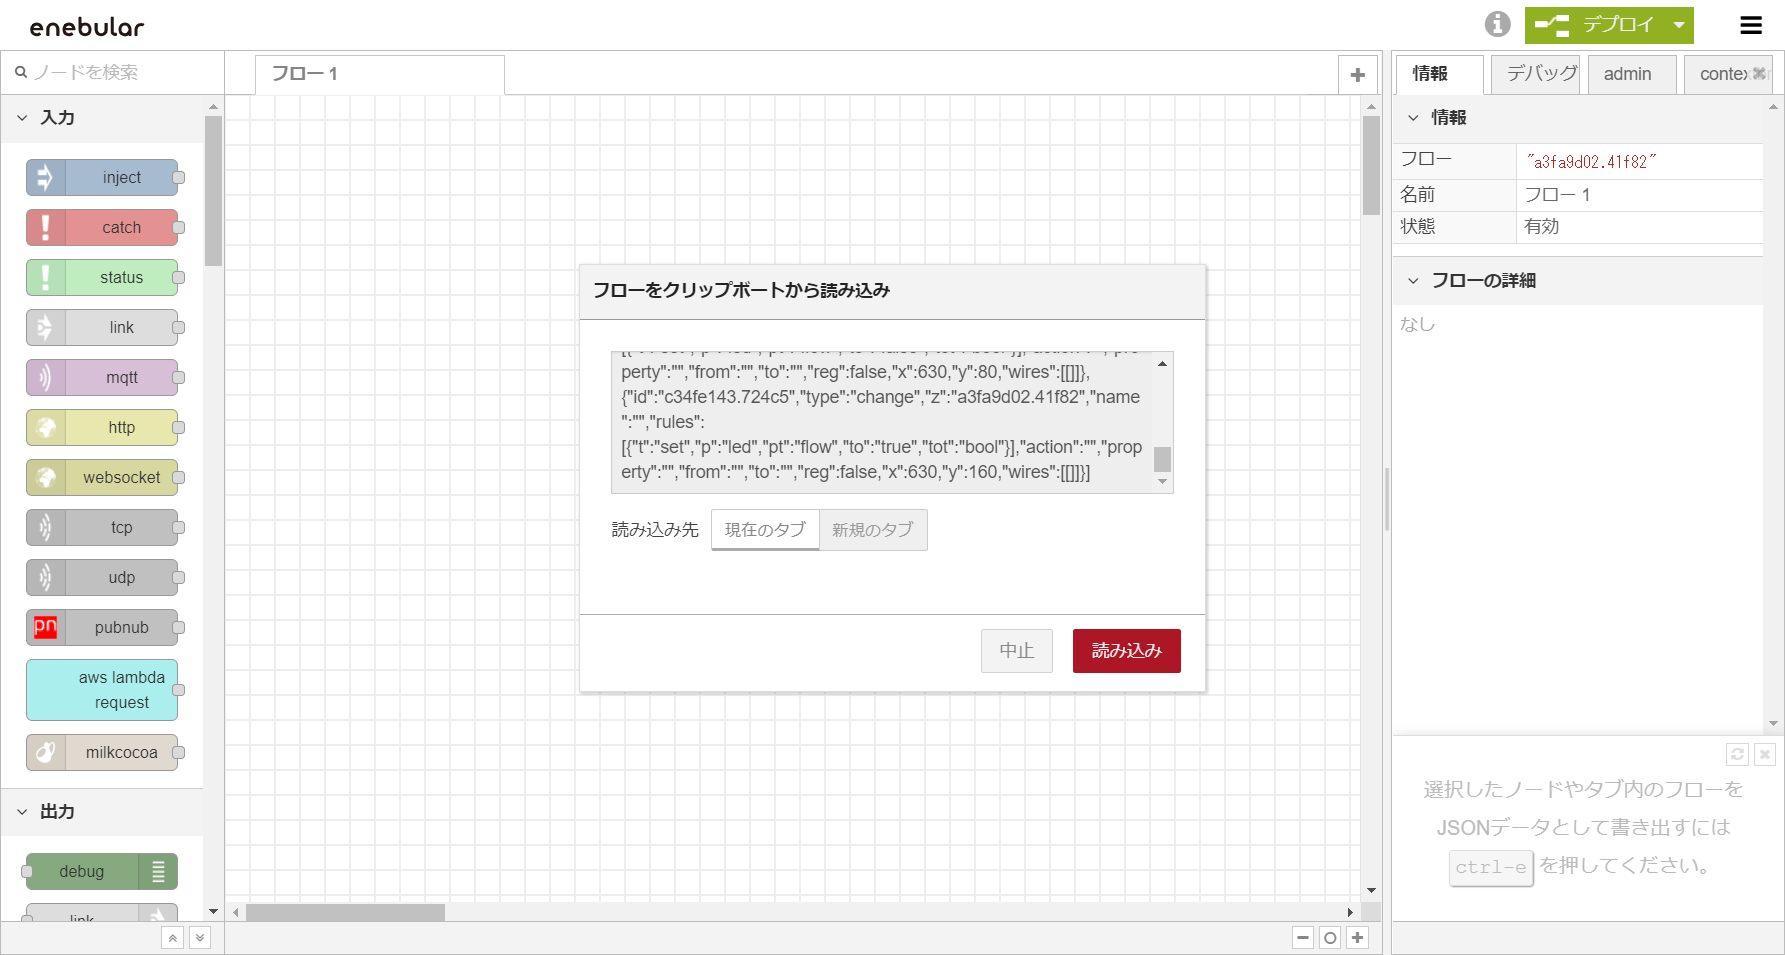 enebular
デプロイ
ノードを検索
フロー 1
情報
デバッグ
admin
入力
inject
catch
status
link
mqtt
http
websocket
tcp
udp
pubnub
aws lambda
request
milkcocoa
出力
debug
link
フローをクリップボードから読み込み
perty":"","from":"","to":"","reg":false,"x":630,"y":80,"wires":[[]]},
{"id":"c34fe143.724c5","type":"change","z":"a3fa9d02.41f82","name
":"","rules":
[{"t":"set","p":"led","pt":"flow","to":"true","tot":"bool"}],"action":"","prop
erty":"","from":"","to":"","reg":false,"x":630,"y":160,"wires":[[]]}]
読み込み先
現在のタブ
新規のタブ
中止
読み込み
情報
フロー
"a3fa9d02.41f82"
名前
フロー 1
状態
有効
フローの詳細
なし
選択したノードやタブ内のフローを
JSONデータとして書き出すには
ctrl-e を押してください。